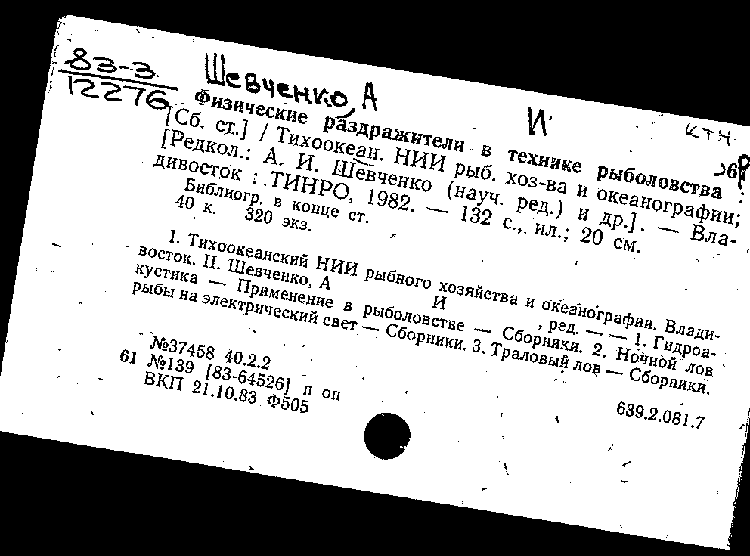 83-3
12276
Шевченко, А И КТН
Физические раздражители в технике рыболовства :
[Сб. ст.] / Тихоокеан. НИИ рыб. хоз-ва и океанографии;
[Редкол.: А. И. Шевченко (науч. ред.) и др.]. — Вла-
дивосток : ТИНРО, 1982. — 132 с., ил.; 20 см.
Библиогр. в конце ст.
40 к. 320 экз.
1. Тихоокеанский НИИ рыбного хозяйства и океанографии. Влади-
восток. II. Шевченко, А И , ред. — — 1. Гидроа-
кустика — Применение в рыболовстве — Сборники. 2. Ночной лов
рыбы на электрический свет — Сборники. 3. Траловый лов — Сборники.
639.2.081.7
№37458 40.2.2
61 №139 [83-64526] п оп
ВКП 21.10.83 Ф505